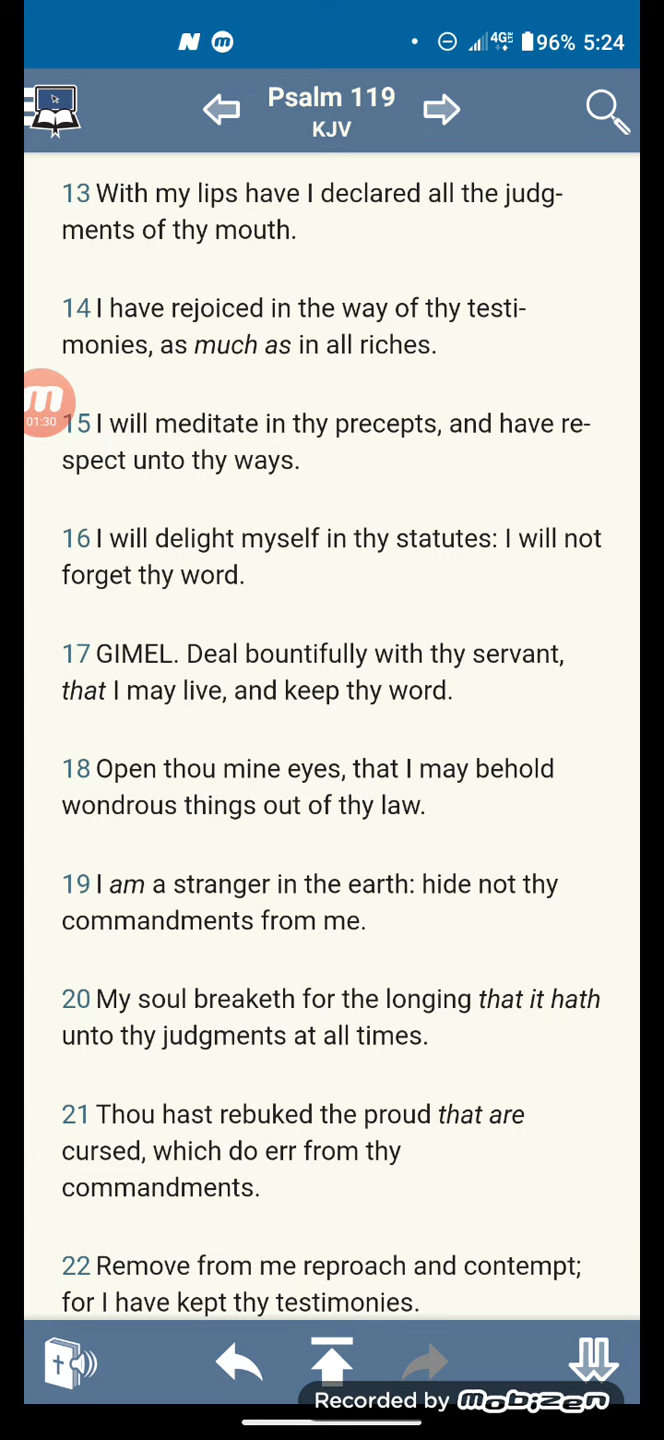 N m 4GE 96% 5:24
Psalm 119
KJV
13 With my lips have I declared all the judg-
ments of thy mouth.
14 I have rejoiced in the way of thy testi-
monies, as much as in all riches.
m
01:30
15 I will meditate in thy precepts, and have re-
spect unto thy ways.
16 I will delight myself in thy statutes: I will not
forget thy word.
17 GIMEL. Deal bountifully with thy servant,
that I may live, and keep thy word.
18 Open thou mine eyes, that I may behold
wondrous things out of thy law.
19 I am a stranger in the earth: hide not thy
commandments from me.
20 My soul breaketh for the longing that it hath
unto thy judgments at all times.
21 Thou hast rebuked the proud that are
cursed, which do err from thy
commandments.
22 Remove from me reproach and contempt;
for I have kept thy testimonies.
Recorded by mobizen